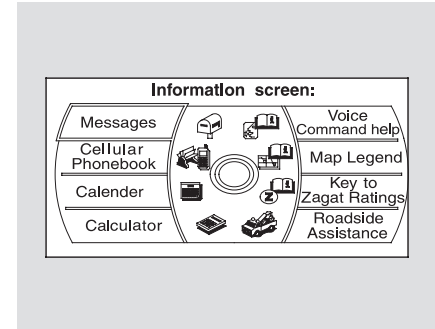 Information screen:
Messages
Cellular
Phonebook
Calender
Calculator
Voice
Command help
Map Legend
Key to
Zagat Ratings
Roadside
Assistance
Z